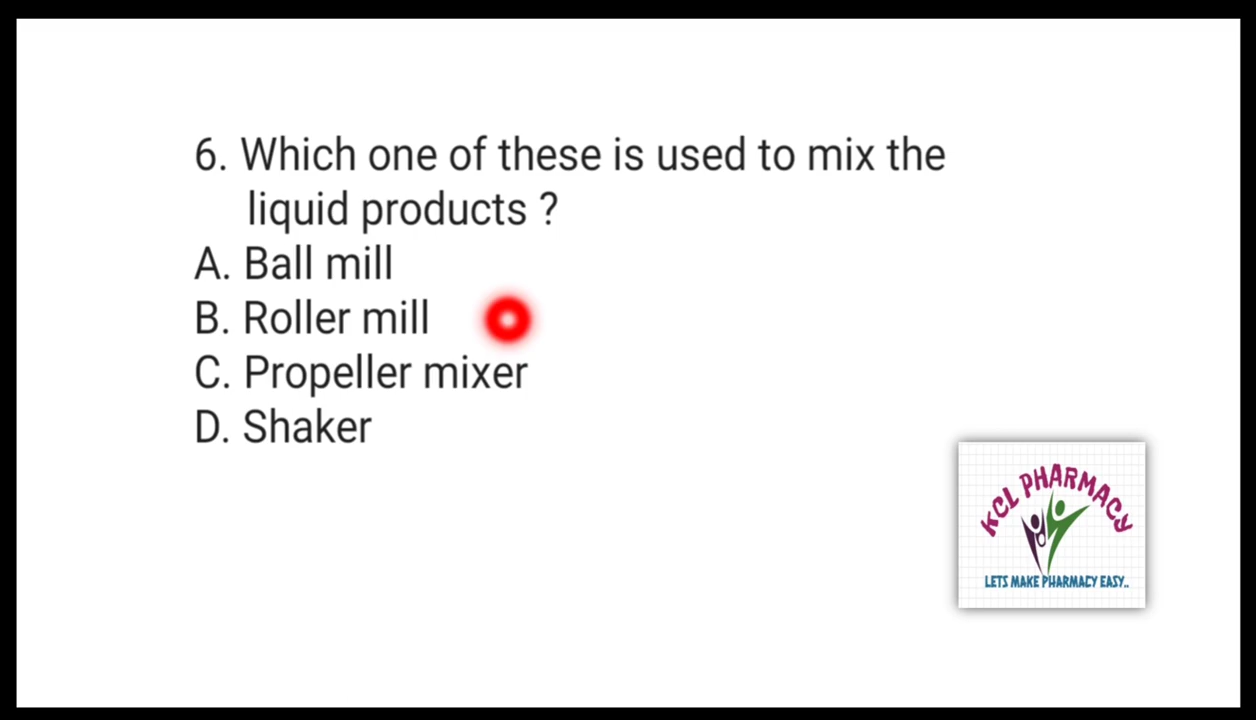 6. Which one of these is used to mix the
liquid products ?
A. Ball mill
B. Roller mill
C. Propeller mixer
D. Shaker
KCL PHARMACY
LETS MAKE PHARMACY EASY..